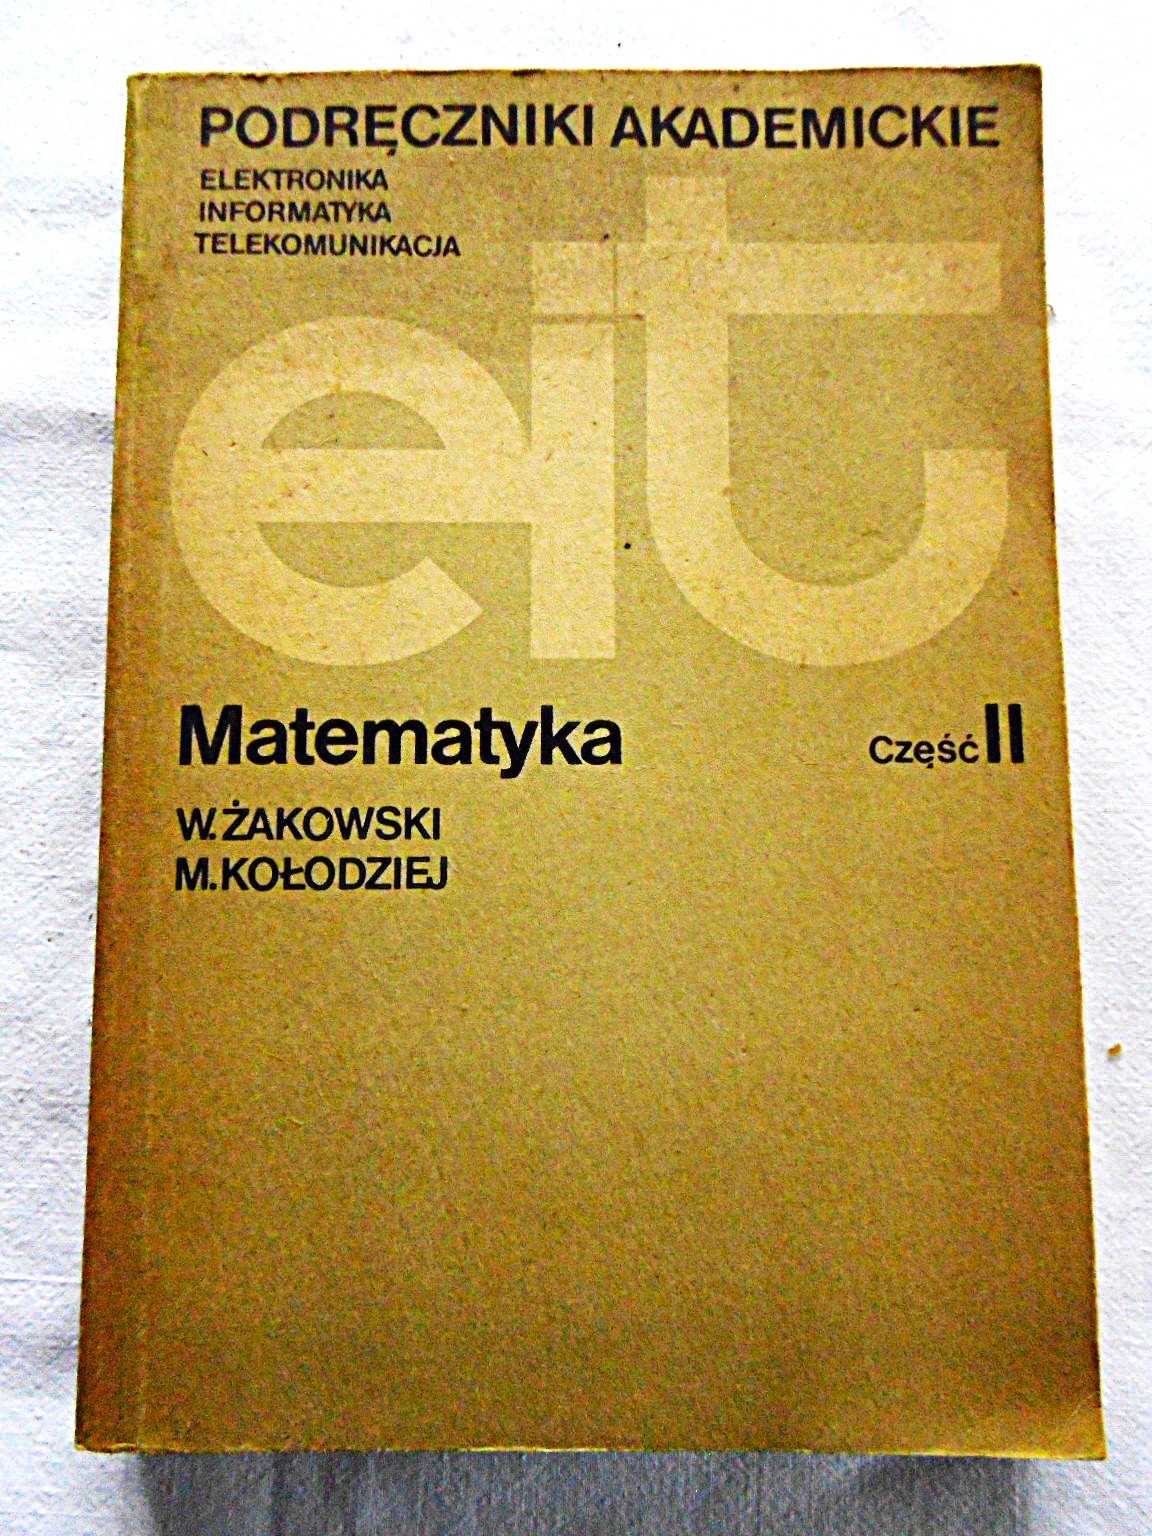 PODRĘCZNIKI AKADEMICKIE
ELEKTRONIKA
INFORMATYKA
TELEKOMUNIKACJA
eit
Matematyka Część II
W. ŻAKOWSKI
M. KOŁODZIEJ